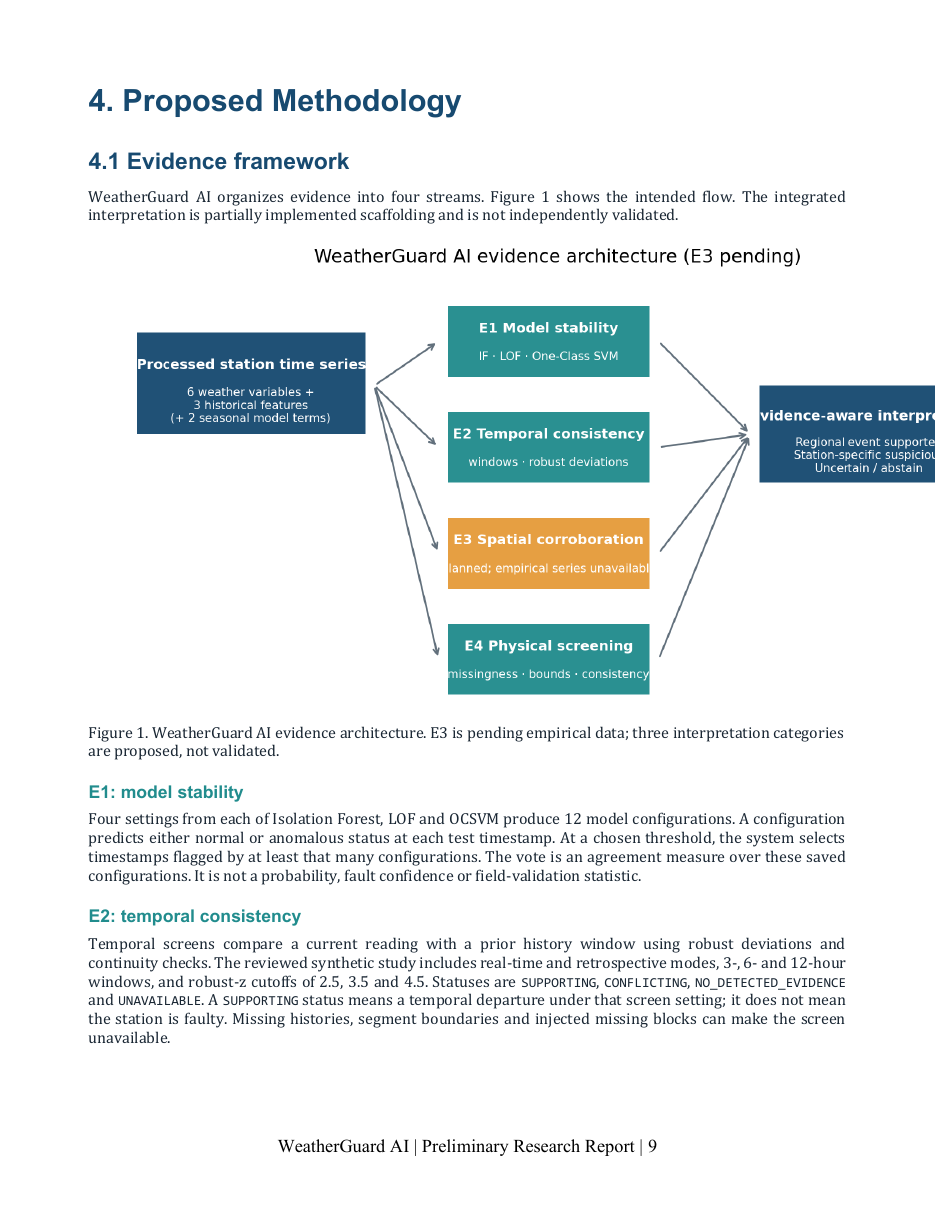 4. Proposed Methodology
4.1 Evidence framework
WeatherGuard AI organizes evidence into four streams. Figure 1 shows the intended flow. The integrated
interpretation is partially implemented scaffolding and is not independently validated.
WeatherGuard AI evidence architecture (E3 pending)
Processed station time series
6 weather variables +
3 historical features
(+ 2 seasonal model terms)
E1 Model stability
IF · LOF · One-Class SVM
E2 Temporal consistency
windows · robust deviations
E3 Spatial corroboration
lanned; empirical series unavailabl
E4 Physical screening
missingness · bounds · consistency
vidence-aware interpre
Regional event supporte
Station-specific suspiciou
Uncertain / abstain
Figure 1. WeatherGuard AI evidence architecture. E3 is pending empirical data; three interpretation categories
are proposed, not validated.
E1: model stability
Four settings from each of Isolation Forest, LOF and OCSVM produce 12 model configurations. A configuration
predicts either normal or anomalous status at each test timestamp. At a chosen threshold, the system selects
timestamps flagged by at least that many configurations. The vote is an agreement measure over these saved
configurations. It is not a probability, fault confidence or field-validation statistic.
E2: temporal consistency
Temporal screens compare a current reading with a prior history window using robust deviations and
continuity checks. The reviewed synthetic study includes real-time and retrospective modes, 3-, 6- and 12-hour
windows, and robust-z cutoffs of 2.5, 3.5 and 4.5. Statuses are SUPPORTING, CONFLICTING, NO_DETECTED_EVIDENCE
and UNAVAILABLE. A SUPPORTING status means a temporal departure under that screen setting; it does not mean
the station is faulty. Missing histories, segment boundaries and injected missing blocks can make the screen
unavailable.
WeatherGuard AI | Preliminary Research Report | 9